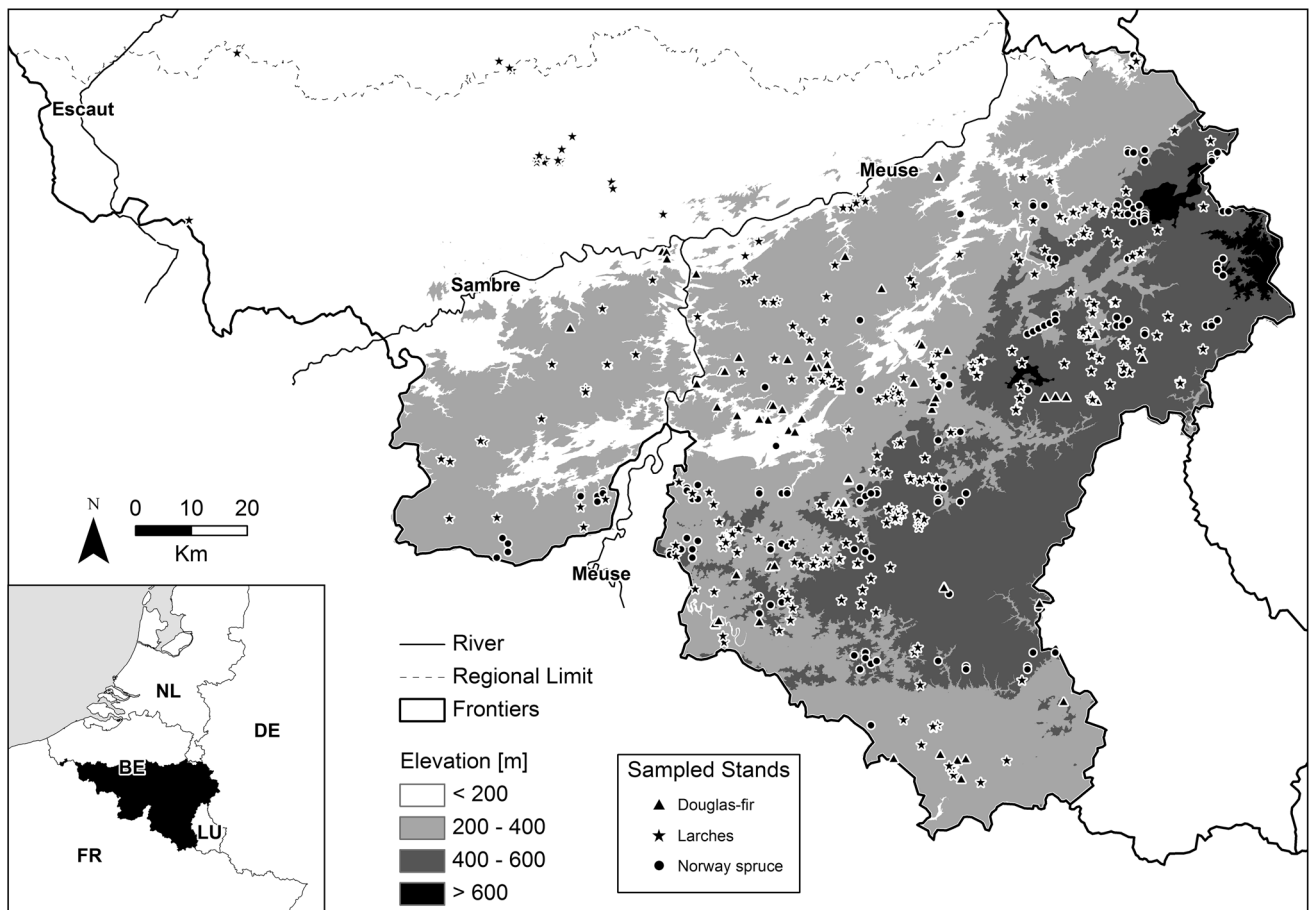 Escaut
Meuse
Sambre
N
0 10 20
Km
Meuse
River
Regional Limit
Frontiers
Elevation [m]
< 200
200 - 400
400 - 600
> 600
Sampled Stands
Douglas-fir
Larches
Norway spruce
NL
DE
BE
LU
FR